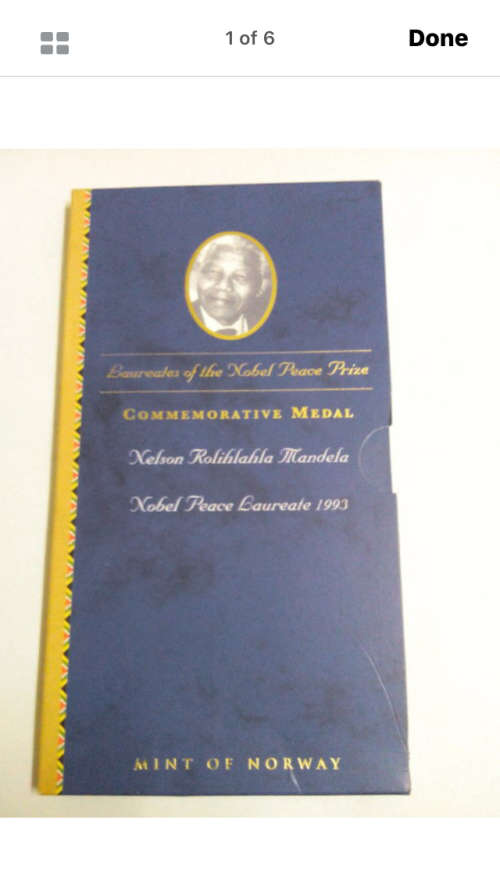 1 of 6
Done
Laureates of the Nobel Peace Prize
COMMEMORATIVE MEDAL
Nelson Rolihlahla Mandela
Nobel Peace Laureate 1993
MINT OF NORWAY